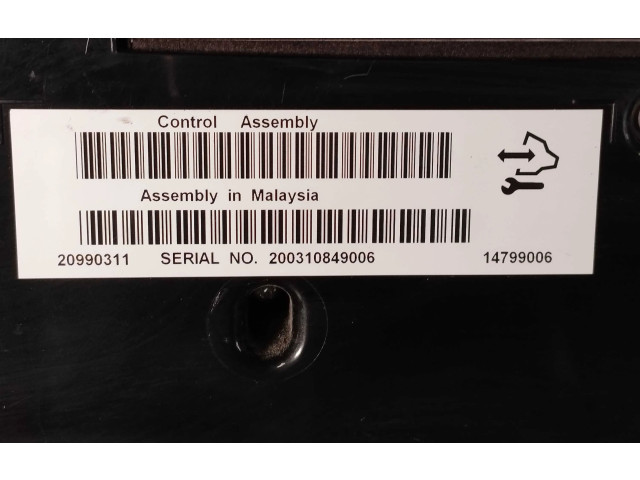 Control Assembly
Assembly in Malaysia
20990311 SERIAL NO. 200310849006 14799006